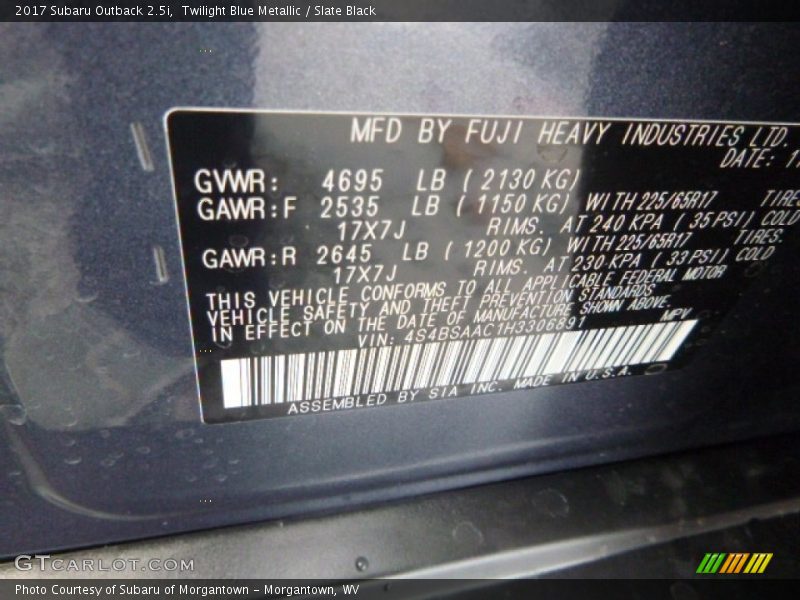 2017 Subaru Outback 2.5i, Twilight Blue Metallic / Slate Black
MFD BY FUJI HEAVY INDUSTRIES LTD.
DATE: 1
GVWR: 4695 LB ( 2130 KG)
GAWR:F 2535 LB ( 1150 KG) WITH 225/65R17 TIRES
17X7J RIMS. AT 240 KPA ( 35 PSI) COLD
GAWR:R 2645 LB ( 1200 KG) WITH 225/65R17 TIRES.
17X7J RIMS. AT 230 KPA ( 33 PSI) COLD
THIS VEHICLE CONFORMS TO ALL APPLICABLE FEDERAL MOTOR
VEHICLE SAFETY AND THEFT PREVENTION STANDARDS
IN EFFECT ON THE DATE OF MANUFACTURE SHOWN ABOVE.
VIN: 4S4BSAAC1H3306891 MPV
ASSEMBLED BY SIA INC. MADE IN U.S.A.
GTCARLOT.COM
Photo Courtesy of Subaru of Morgantown - Morgantown, WV